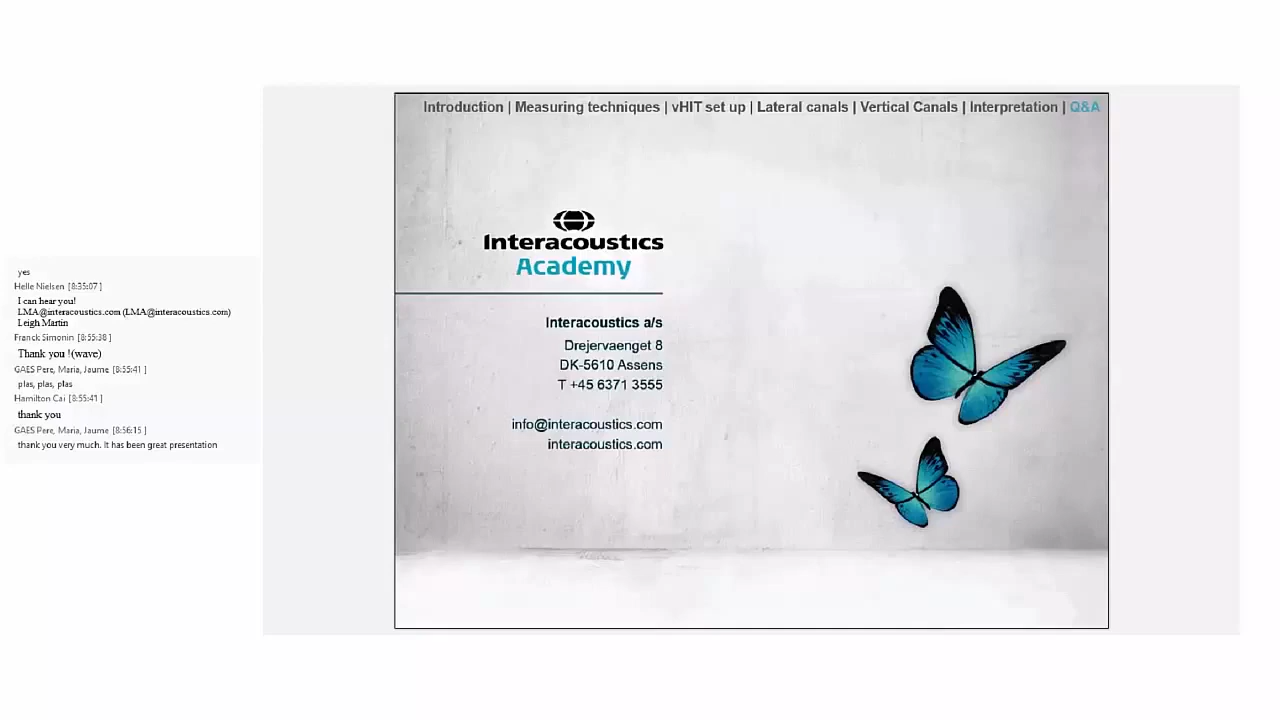 yes
Helle Nielsen [8:35:07 ]
I can hear you!
LMA@interacoustics.com (LMA@interacoustics.com)
Leigh Martin
Franck Simonin [8:55:38 ]
Thank you !(wave)
GAES Pere, Maria, Jaume [8:55:41 ]
plas, plas, plas
Hamilton Cai [8:55:41 ]
thank you
GAES Pere, Maria, Jaume [8:56:15 ]
thank you very much. It has been great presentation
Introduction | Measuring techniques | vHIT set up | Lateral canals | Vertical Canals | Interpretation | Q&A
Interacoustics
Academy
Interacoustics a/s
Drejervaenget 8
DK-5610 Assens
T +45 6371 3555
info@interacoustics.com
interacoustics.com